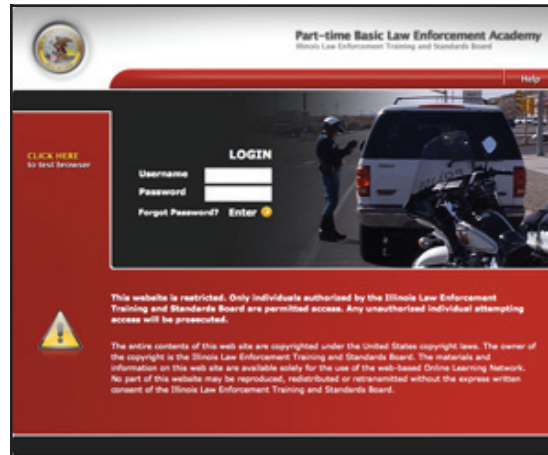 Part-time Basic Law Enforcement Academy
Illinois Law Enforcement Training and Standards Board
Help
CLICK HERE
to test browser
LOGIN
Username
Password
Forgot Password? Enter
This website is restricted. Only individuals authorized by the Illinois Law Enforcement
Training and Standards Board are permitted access. Any unauthorized individual attempting
access will be prosecuted.
The entire contents of this web site are copyrighted under the United States copyright laws. The owner of
the copyright is the Illinois Law Enforcement Training and Standards Board. The materials and
information on this web site are available solely for the use of the web-based Online Learning Network.
No part of this website may be reproduced, redistributed or retransmitted without the express written
consent of the Illinois Law Enforcement Training and Standards Board.